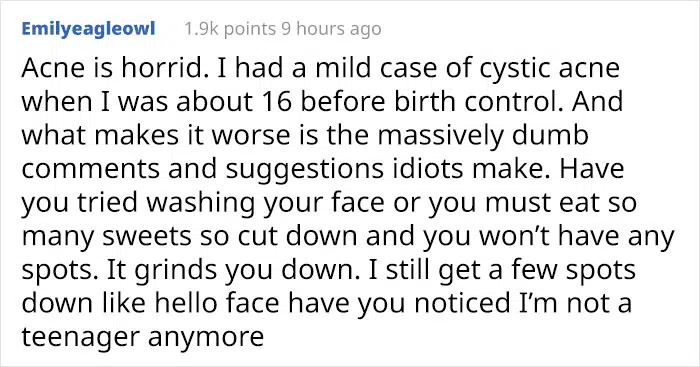 Emilyeagleowl 1.9k points 9 hours ago
Acne is horrid. I had a mild case of cystic acne
when I was about 16 before birth control. And
what makes it worse is the massively dumb
comments and suggestions idiots make. Have
you tried washing your face or you must eat so
many sweets so cut down and you won’t have any
spots. It grinds you down. I still get a few spots
down like hello face have you noticed I’m not a
teenager anymore